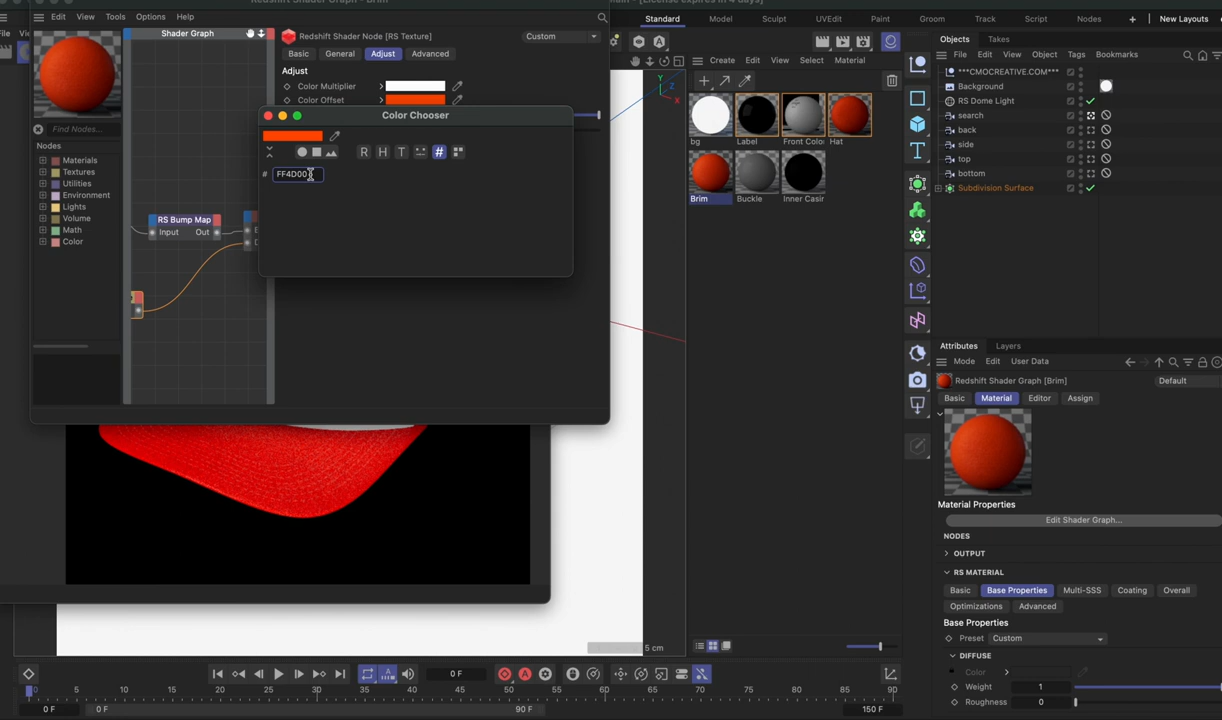 Redshift Shader Graph - Brim
[License expires in 4 days]
Edit View Tools Options Help
Standard Model Sculpt UVEdit Paint Groom Track Script Nodes + New Layouts
Shader Graph
Redshift Shader Node [RS Texture]
Custom
Basic General Adjust Advanced
Adjust
Color Multiplier
Color Offset
Find Nodes...
Nodes
Materials
Textures
Utilities
Environment
Lights
Volume
Math
Color
RS Bump Map
Input Out
Color Chooser
R H T #
# FF4D00
Create Edit View Select Material
bg Label Front Color Hat
Brim Buckle Inner Casin
Objects Takes
File Edit View Object Tags Bookmarks
***CMOCREATIVE.COM***
Background
RS Dome Light
search
back
side
top
bottom
Subdivision Surface
Attributes Layers
Mode Edit User Data
Redshift Shader Graph [Brim]
Default
Basic Material Editor Assign
Material Properties
Edit Shader Graph...
NODES
OUTPUT
RS MATERIAL
Basic Base Properties Multi-SSS Coating Overall
Optimizations Advanced
Base Properties
Preset Custom
DIFFUSE
Color
Weight 1
Roughness 0
5 cm
0 F
0 5 10 15 20 25 30 35 40 45 50 55 60 65 70 75 80 85 90
0 F 0 F 90 F 150 F